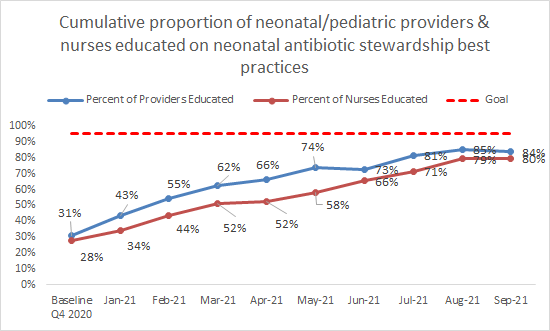 Cumulative proportion of neonatal/pediatric providers &
nurses educated on neonatal antibiotic stewardship best
practices
Percent of Providers Educated Percent of Nurses Educated Goal
100%
90%
80%
70%
60%
50%
40%
30%
20%
10%
0%
31% 43% 55% 62% 66% 74% 73% 81% 85% 84%
28% 34% 44% 52% 52% 58% 66% 71% 79% 80%
Baseline Jan-21 Feb-21 Mar-21 Apr-21 May-21 Jun-21 Jul-21 Aug-21 Sep-21
Q4 2020